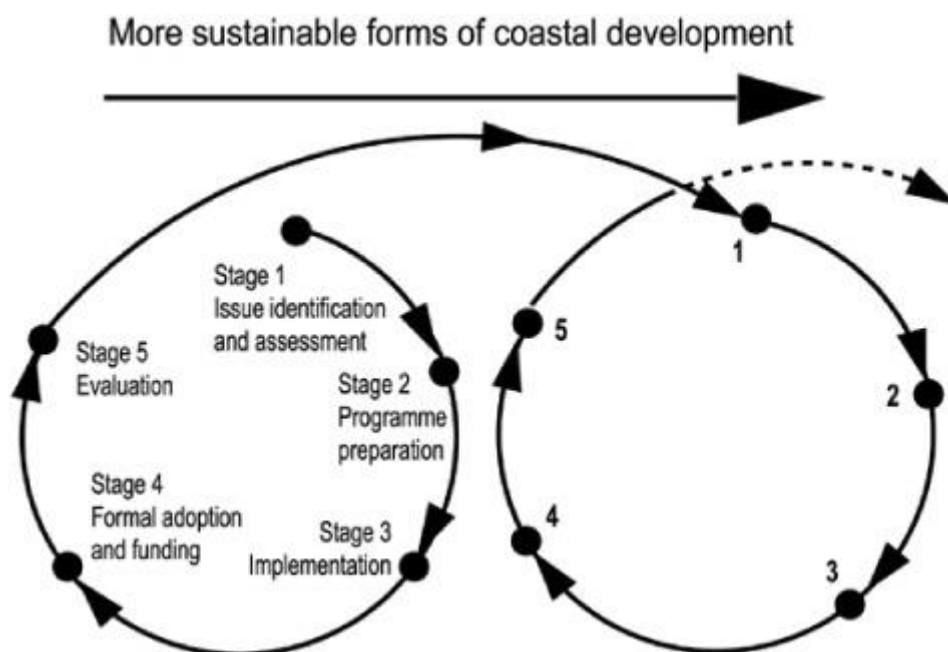 More sustainable forms of coastal development
Stage 1
Issue identification
and assessment
Stage 2
Programme
preparation
Stage 3
Implementation
Stage 4
Formal adoption
and funding
Stage 5
Evaluation
1
2
3
4
5